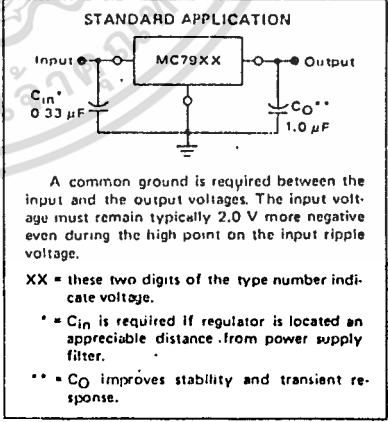 STANDARD APPLICATION
Input
MC79XX
Output
Cin*
0.33 μF
CO**
1.0 μF
A common ground is required between the
input and the output voltages. The input volt-
age must remain typically 2.0 V more negative
even during the high point on the input ripple
voltage.
XX = these two digits of the type number indi-
cate voltage.
* = Cin is required if regulator is located an
appreciable distance from power supply
filter.
** = CO improves stability and transient re-
sponse.